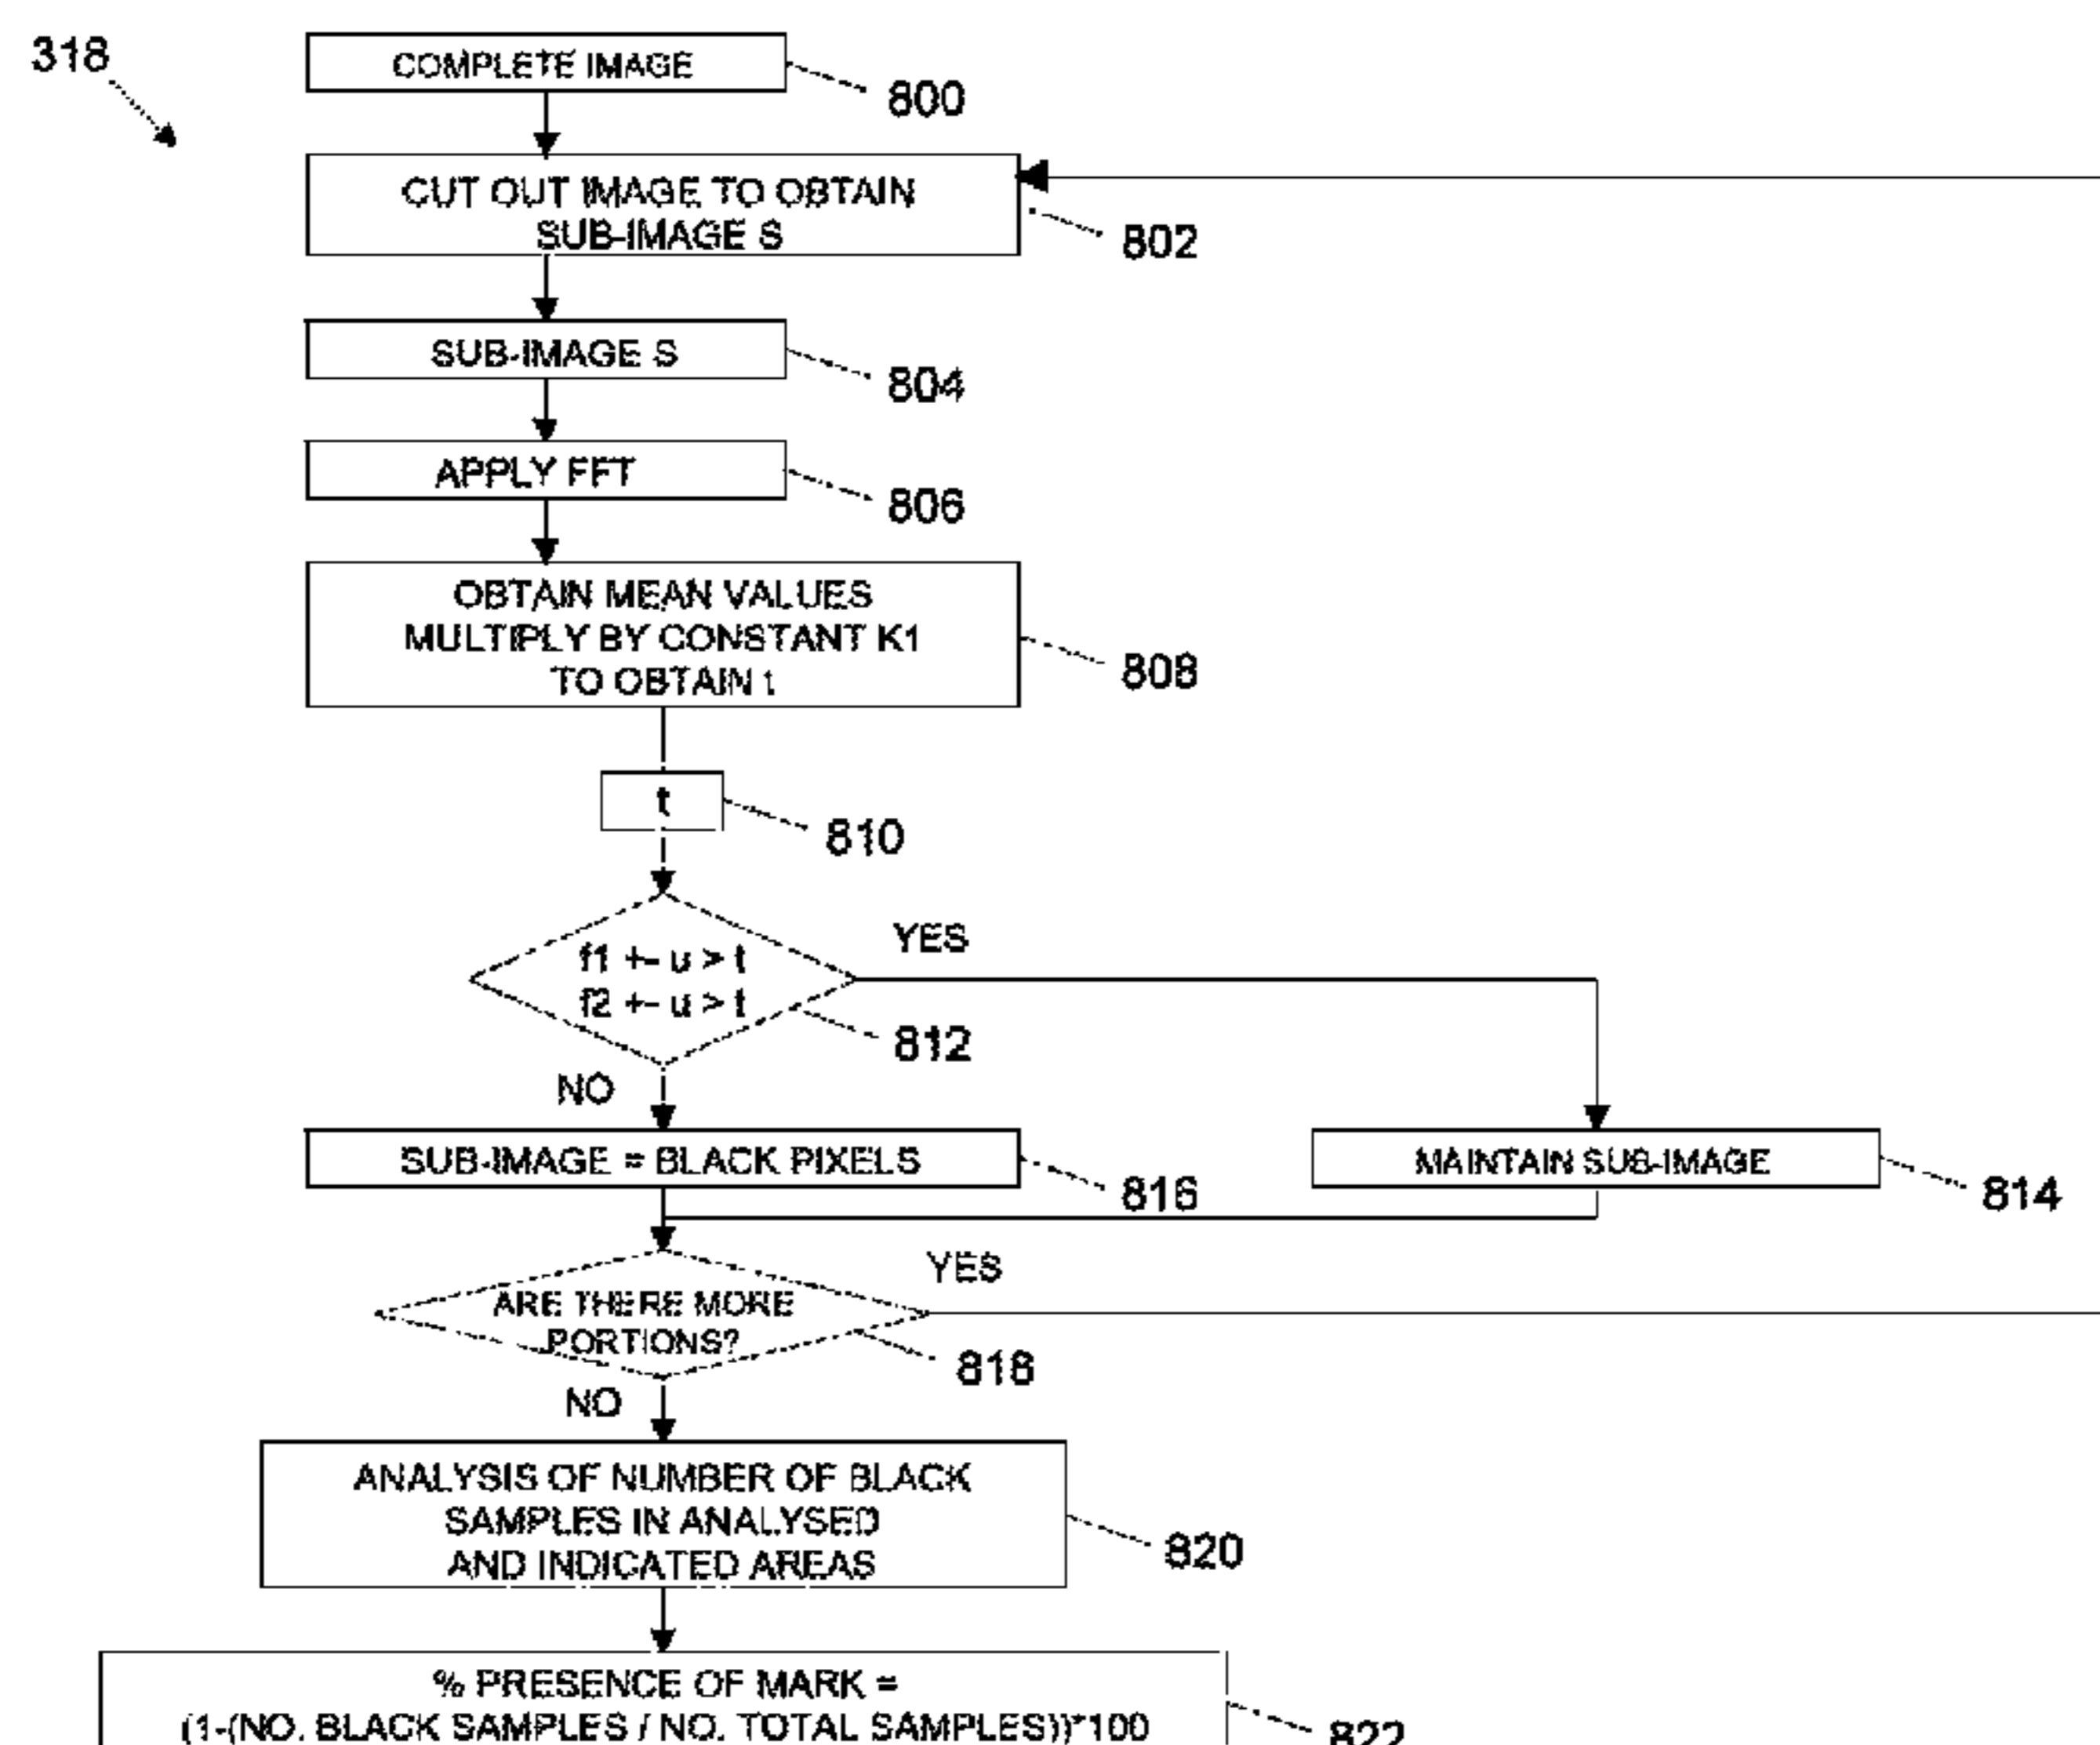 318
COMPLETE IMAGE
800
CUT OUT IMAGE TO OBTAIN
SUB-IMAGE S
802
SUB-IMAGE S
804
APPLY FFT
806
OBTAIN MEAN VALUES
MULTIPLY BY CONSTANT K1
TO OBTAIN t
808
t
810
f1 +- u > t
f2 +- u > t
YES
812
NO
SUB-IMAGE = BLACK PIXELS
816
MAINTAIN SUB-IMAGE
814
ARE THERE MORE
PORTIONS?
YES
818
NO
ANALYSIS OF NUMBER OF BLACK
SAMPLES IN ANALYSED
AND INDICATED AREAS
820
% PRESENCE OF MARK =
(1-(NO. BLACK SAMPLES / NO. TOTAL SAMPLES))*100
822